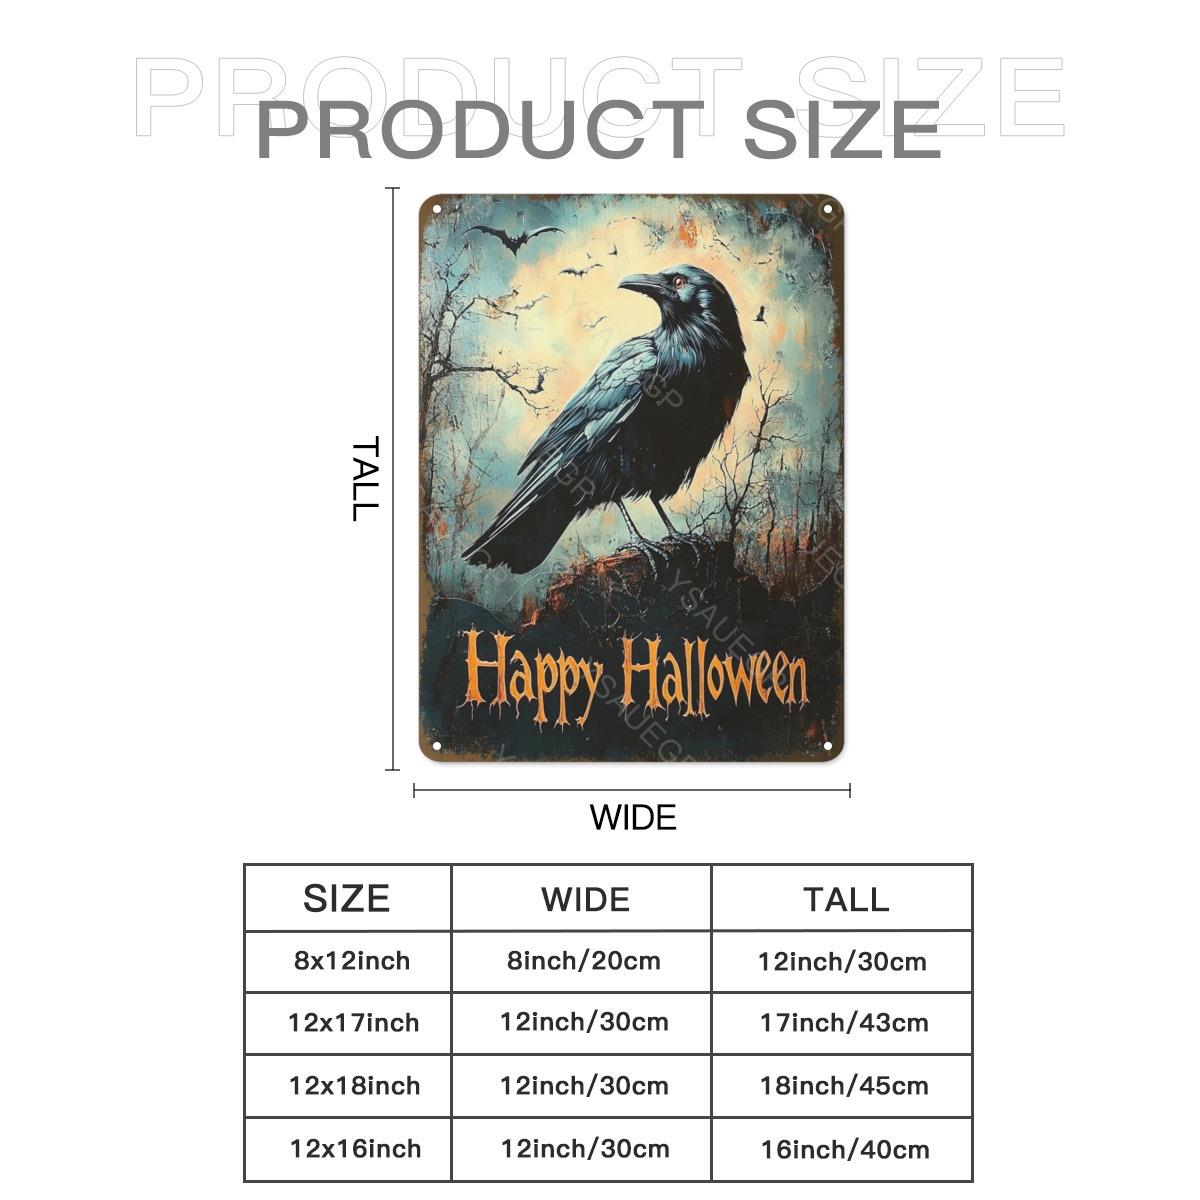 PRODUCT SIZE
PRODUCT SIZE
TALL
YSAUEGR
Happy Halloween
WIDE
SIZE WIDE TALL
8x12inch 8inch/20cm 12inch/30cm
12x17inch 12inch/30cm 17inch/43cm
12x18inch 12inch/30cm 18inch/45cm
12x16inch 12inch/30cm 16inch/40cm